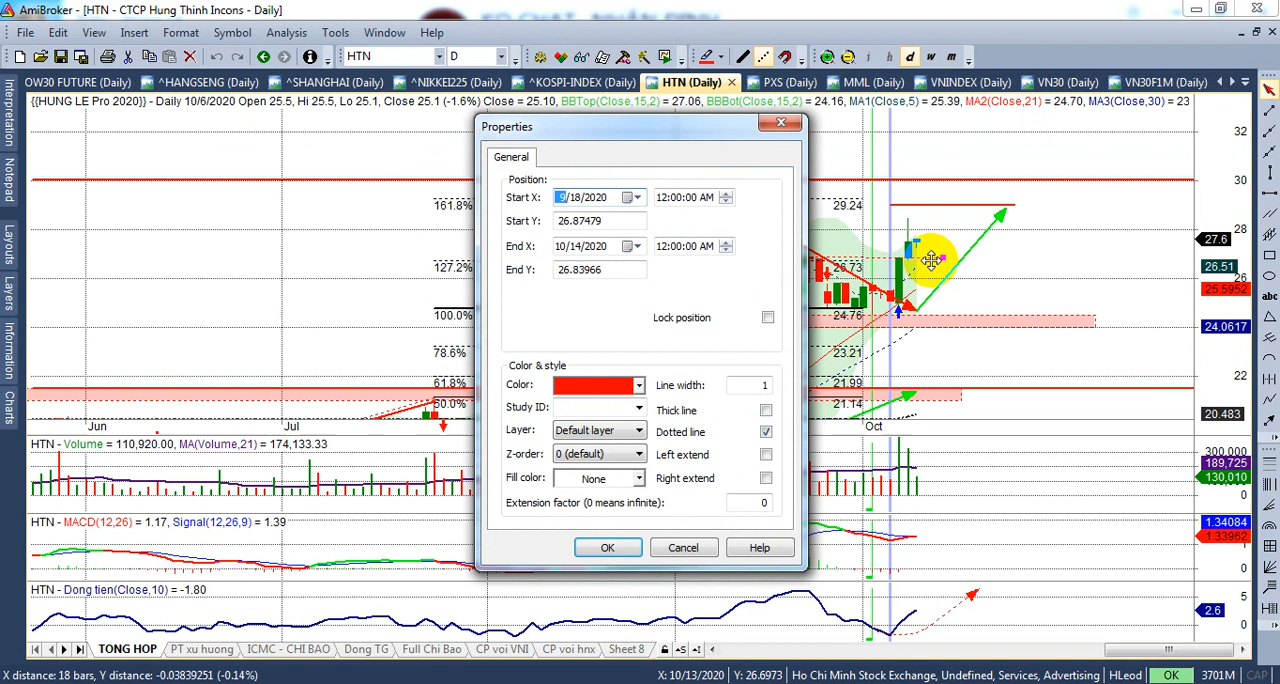 AmiBroker - [HTN - CTCP Hung Thinh Incons - Daily]
File Edit View Insert Format Symbol Analysis Tools Window Help
HTN D i h d w m
OW30 FUTURE (Daily) ^HANGSENG (Daily) ^SHANGHAI (Daily) ^NIKKEI225 (Daily) ^KOSPI-INDEX (Daily) HTN (Daily) PXS (Daily) MML (Daily) VNINDEX (Daily) VN30 (Daily) VN30F1M (Daily)
{{HUNG LE Pro 2020}} - Daily 10/6/2020 Open 25.5, Hi 25.5, Lo 25.1, Close 25.1 (-1.6%) Close = 25.10, BBTop(Close,15,2) = 27.06, BBBot(Close,15,2) = 24.16, MA1(Close,5) = 25.39, MA2(Close,21) = 24.70, MA3(Close,30) = 23
Interpretation
Notepad
Layouts
Layers
Information
Charts
Properties
General
Position:
Start X: 9/18/2020 12:00:00 AM
Start Y: 26.87479
End X: 10/14/2020 12:00:00 AM
End Y: 26.83966
Lock position
Color & style
Color: Line width: 1
Study ID: Thick line
Layer: Default layer Dotted line
Z-order: 0 (default) Left extend
Fill color: None Right extend
Extension factor (0 means infinite): 0
OK Cancel Help
161.8% 29.24
127.2% 26.73
100.0% 24.76
78.6% 23.21
61.8% 21.99
50.0% 21.14
32
30
28
27.6
26.51
26
25.5952
24.0617
22
20.483
Jun Jul Oct
HTN - Volume = 110,920.00, MA(Volume,21) = 174,133.33
300,000
189,725
130,010
0
HTN - MACD(12,26) = 1.17, Signal(12,26,9) = 1.39
1.34084
1.33962
0
HTN - Dong tien(Close,10) = -1.80
5
2.6
0
TONG HOP PT xu huong ICMC - CHI BAO Dong TG Full Chi Bao CP voi VNI CP voi hnx Sheet 8
X distance: 18 bars, Y distance: -0.03839251 (-0.14%) X: 10/13/2020 Y: 26.6973 Ho Chi Minh Stock Exchange, Undefined, Services, Advertising HLeod OK 3701M CAP
abc